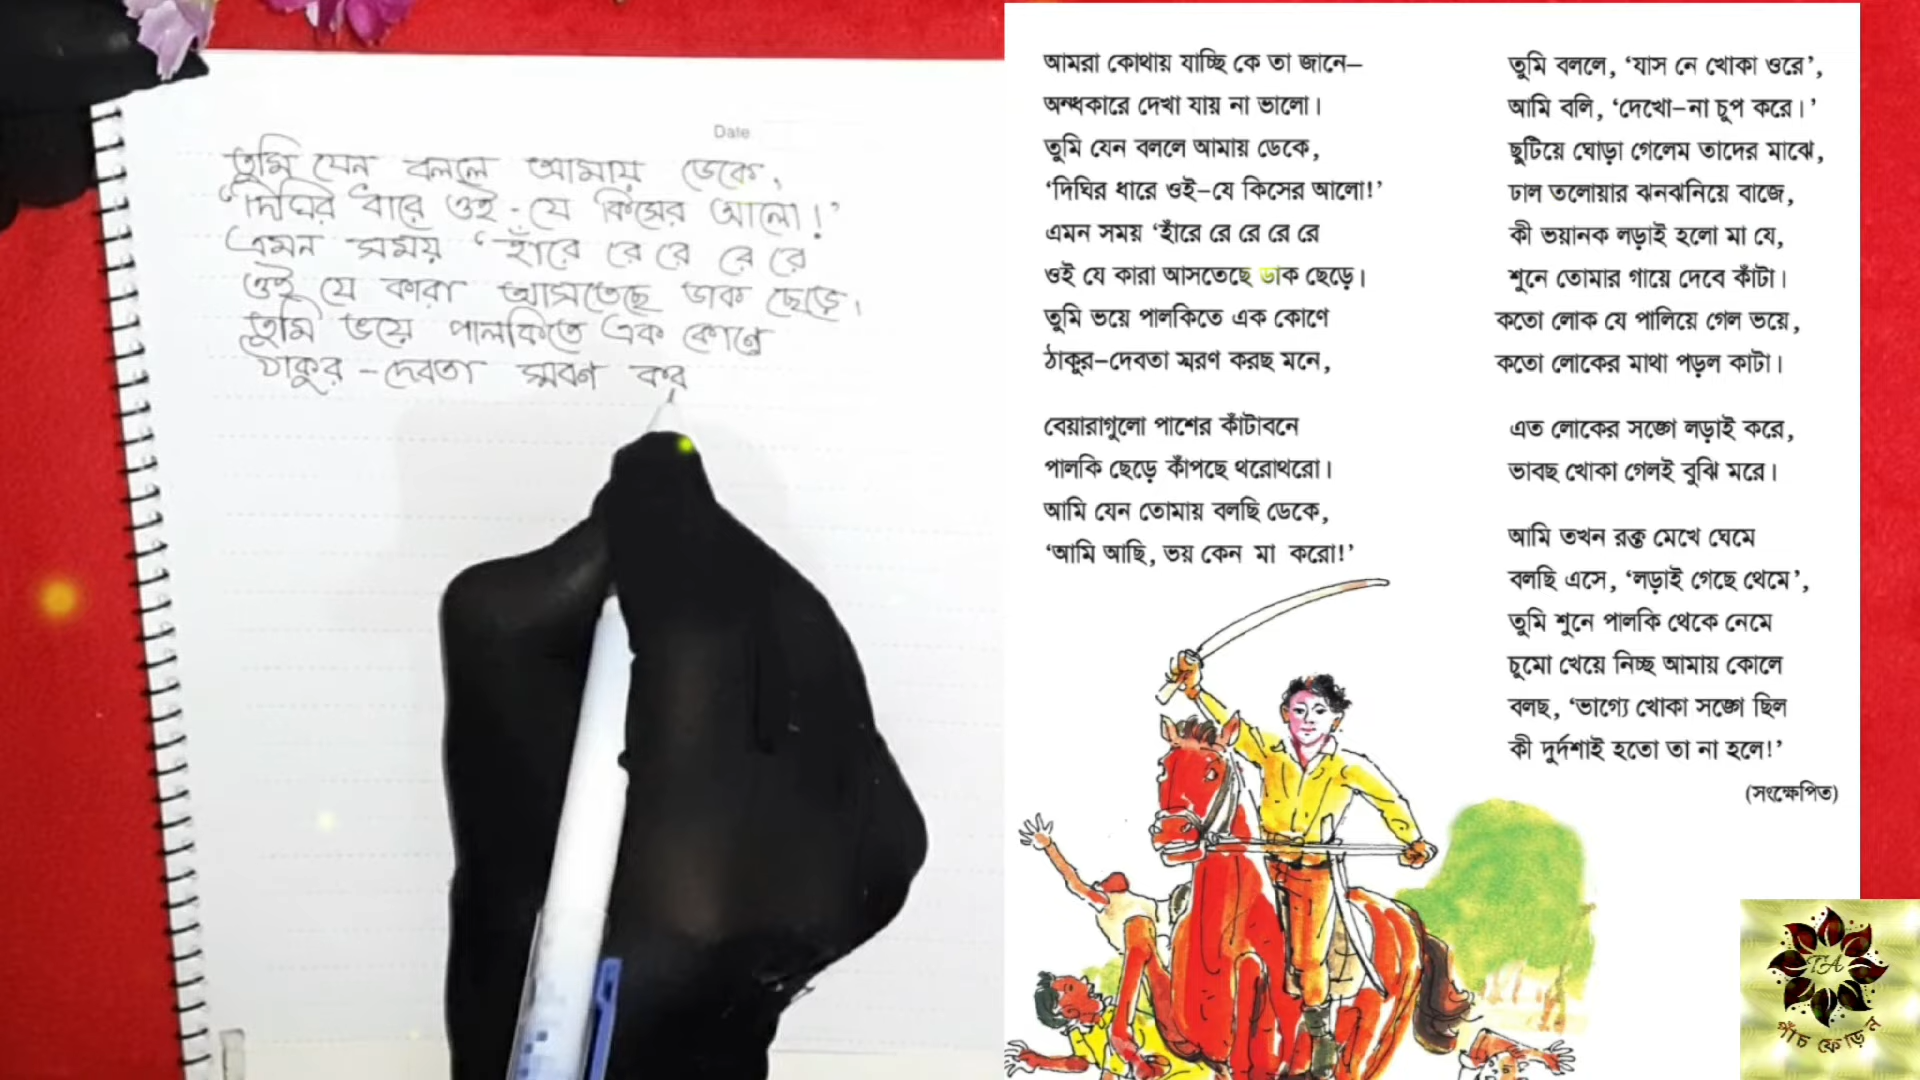 Date
তুমি যেন বললে আমায় ডেকে,
'দিঘির ধারে ওই-যে কিসের আলো!'
এমন সময় 'হাঁরে রে রে রে রে
ওই যে কারা আসতেছে ডাক ছেড়ে।
তুমি ভয়ে পালকিতে এক কোণে
ঠাকুর-দেবতা স্মরণ কর
আমরা কোথায় যাচ্ছি কে তা জানে–
অন্ধকারে দেখা যায় না ভালো।
তুমি যেন বললে আমায় ডেকে,
'দিঘির ধারে ওই-যে কিসের আলো!'
এমন সময় 'হাঁরে রে রে রে রে
ওই যে কারা আসতেছে ডাক ছেড়ে।
তুমি ভয়ে পালকিতে এক কোণে
ঠাকুর-দেবতা স্মরণ করছ মনে,
বেয়ারাগুলো পাশের কাঁটাবনে
পালকি ছেড়ে কাঁপছে থরোথরো।
আমি যেন তোমায় বলছি ডেকে,
'আমি আছি, ভয় কেন মা করো!'
তুমি বললে, 'যাস নে খোকা ওরে',
আমি বলি, 'দেখো-না চুপ করে।'
ছুটিয়ে ঘোড়া গেলেম তাদের মাঝে,
ঢাল তলোয়ার ঝনঝনিয়ে বাজে,
কী ভয়ানক লড়াই হলো মা যে,
শুনে তোমার গায়ে দেবে কাঁটা।
কতো লোক যে পালিয়ে গেল ভয়ে,
কতো লোকের মাথা পড়ল কাটা।
এত লোকের সঙ্গে লড়াই করে,
ভাবছ খোকা গেলই বুঝি মরে।
আমি তখন রক্ত মেখে ঘেমে
বলছি এসে, 'লড়াই গেছে থেমে',
তুমি শুনে পালকি থেকে নেমে
চুমো খেয়ে নিচ্ছ আমায় কোলে
বলছ, 'ভাগ্যে খোকা সঙ্গে ছিল
কী দুর্দশাই হতো তা না হলে!'
(সংক্ষেপিত)
TA
পাঁচ ফোড়ন